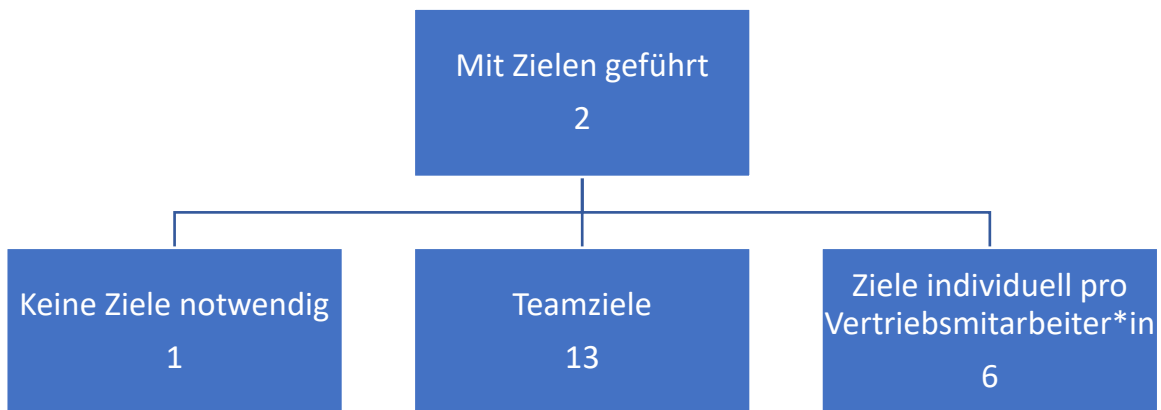 Mit Zielen geführt
2
Keine Ziele notwendig
1
Teamziele
13
Ziele individuell pro
Vertriebsmitarbeiter*in
6